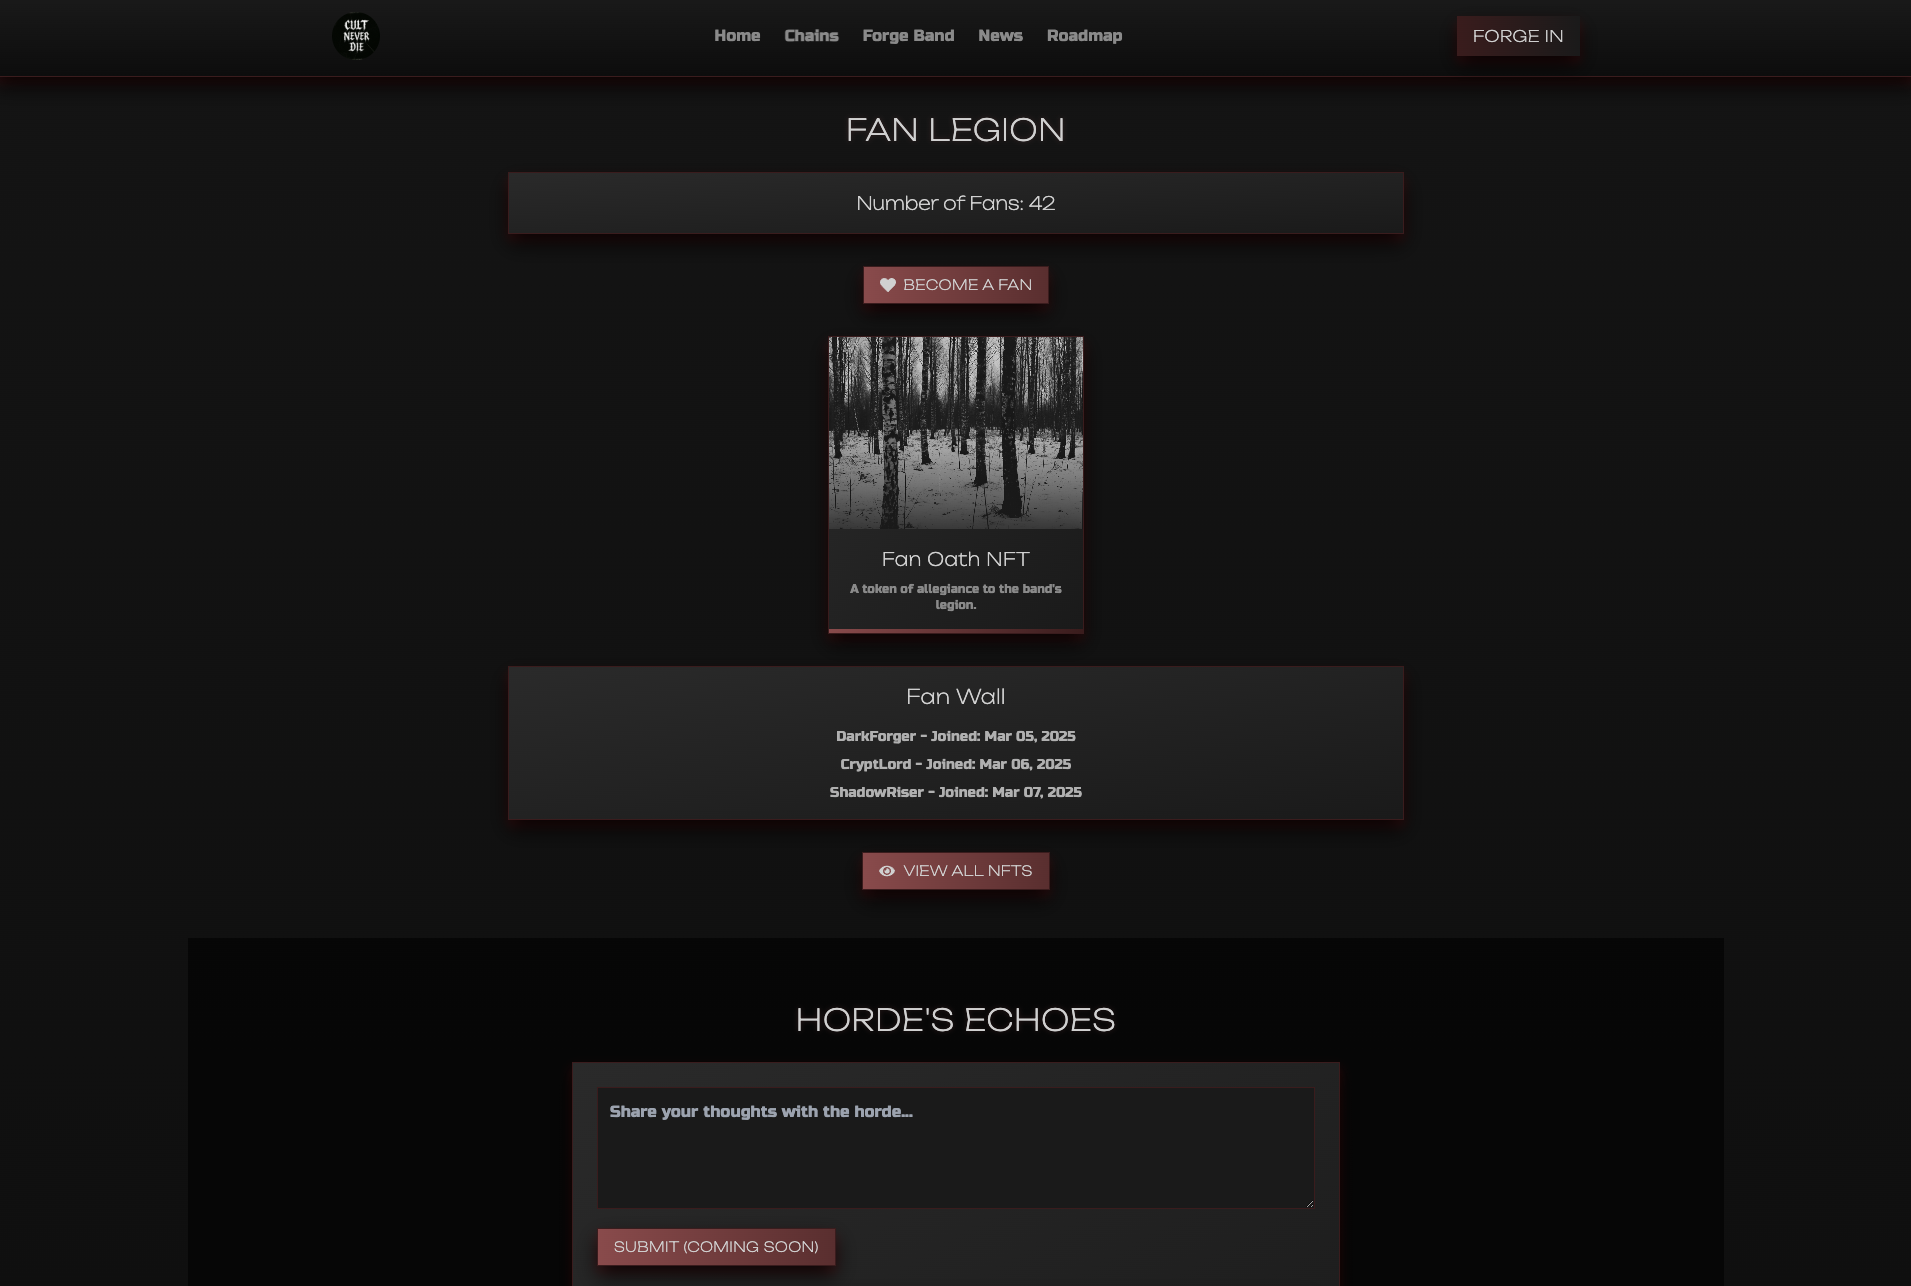 CULT
NEVER
DIE
Home
Chains
Forge Band
News
Roadmap
FORGE IN
FAN LEGION
Number of Fans: 42
BECOME A FAN
Fan Oath NFT
A token of allegiance to the band's
legion.
Fan Wall
DarkForger - Joined: Mar 05, 2025
CryptLord - Joined: Mar 06, 2025
ShadowRiser - Joined: Mar 07, 2025
VIEW ALL NFTS
HORDE'S ECHOES
Share your thoughts with the horde...
SUBMIT (COMING SOON)